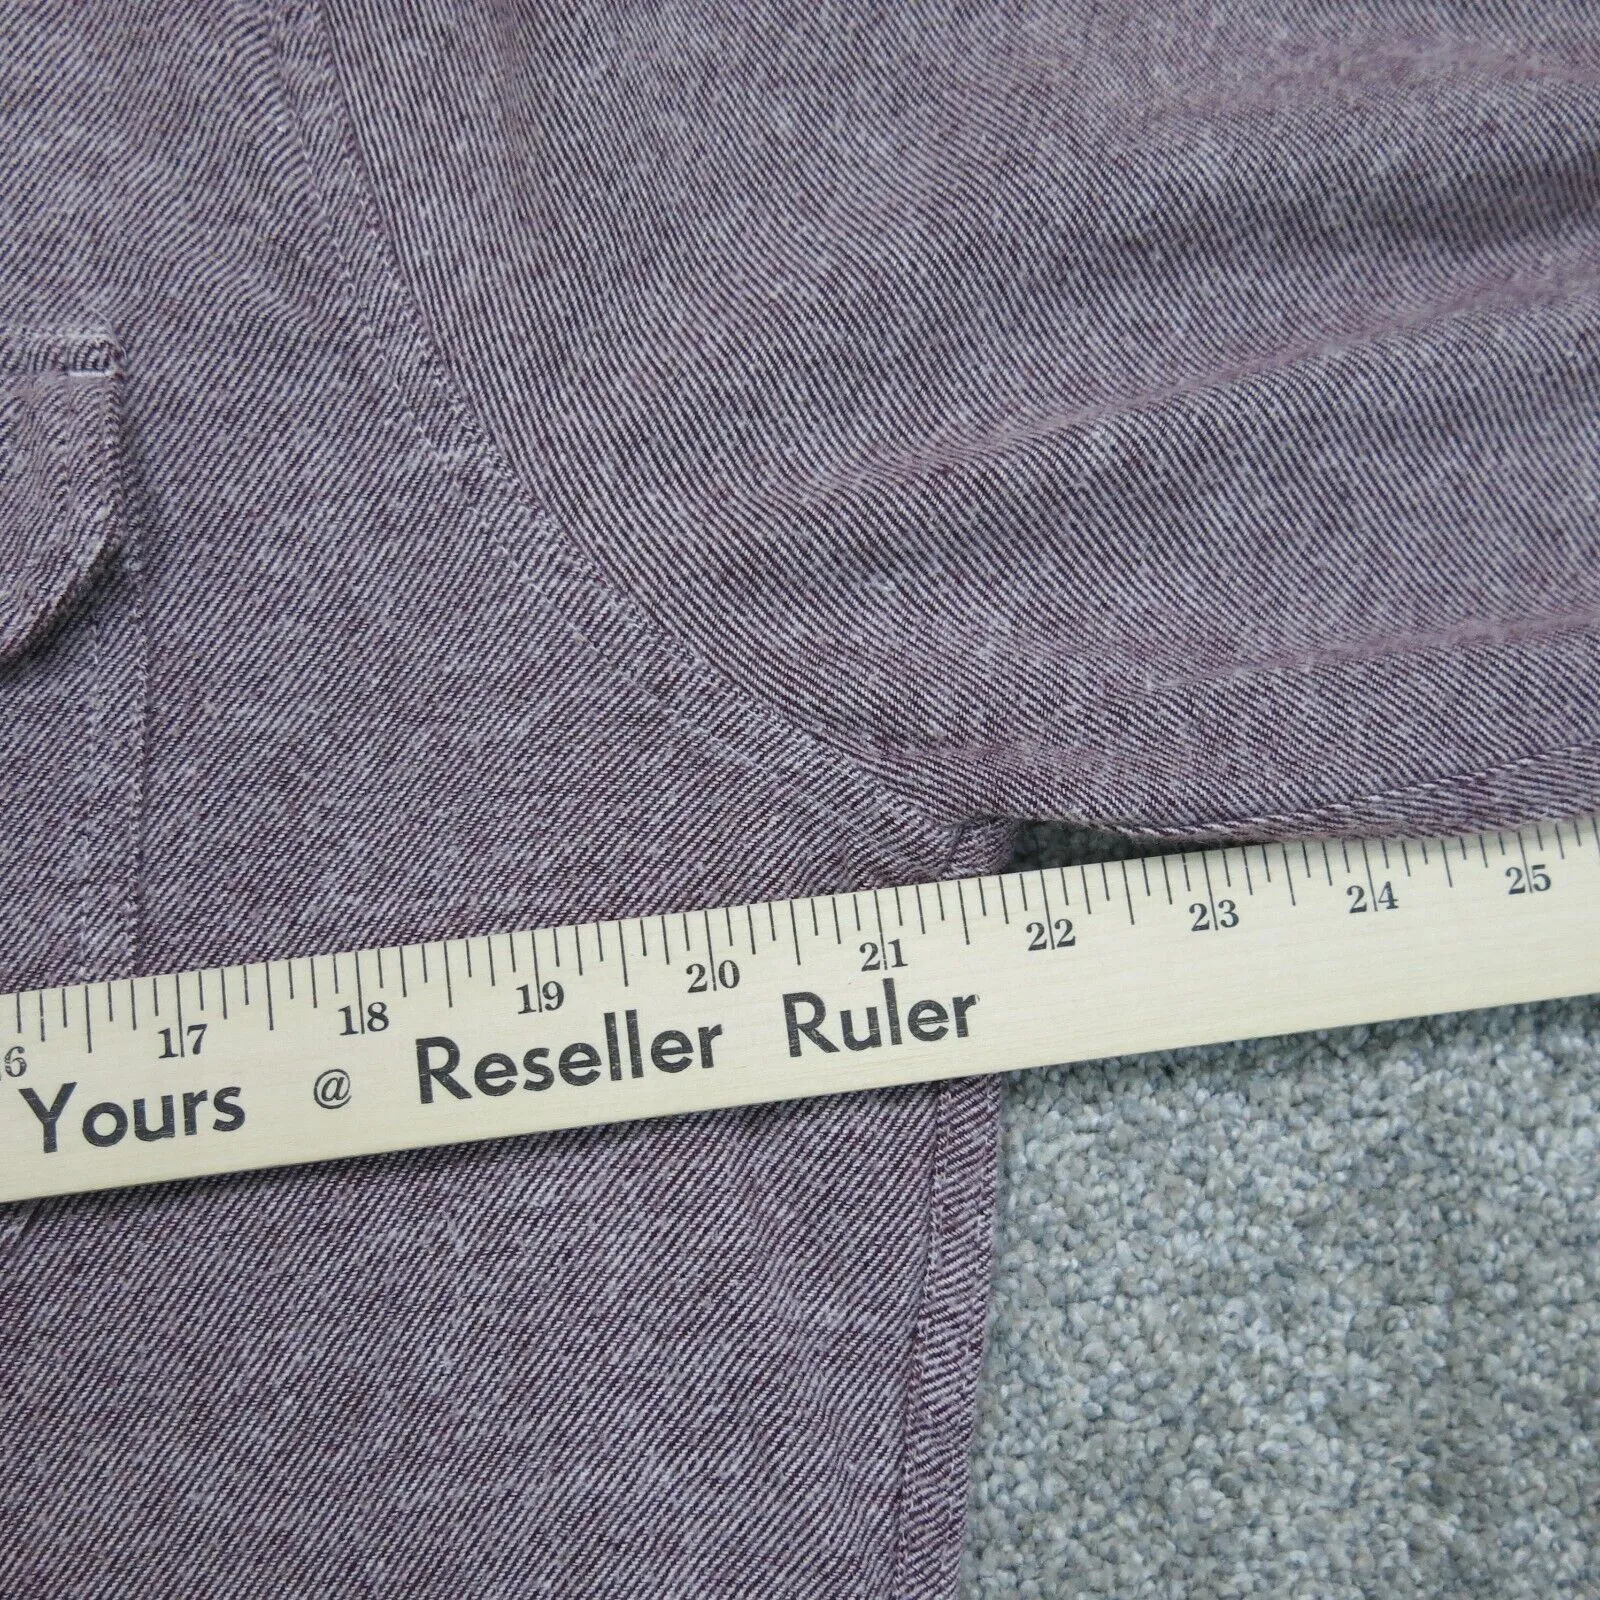 6 17 18 19 20 21 22 23 24 25
Yours @ Reseller Ruler